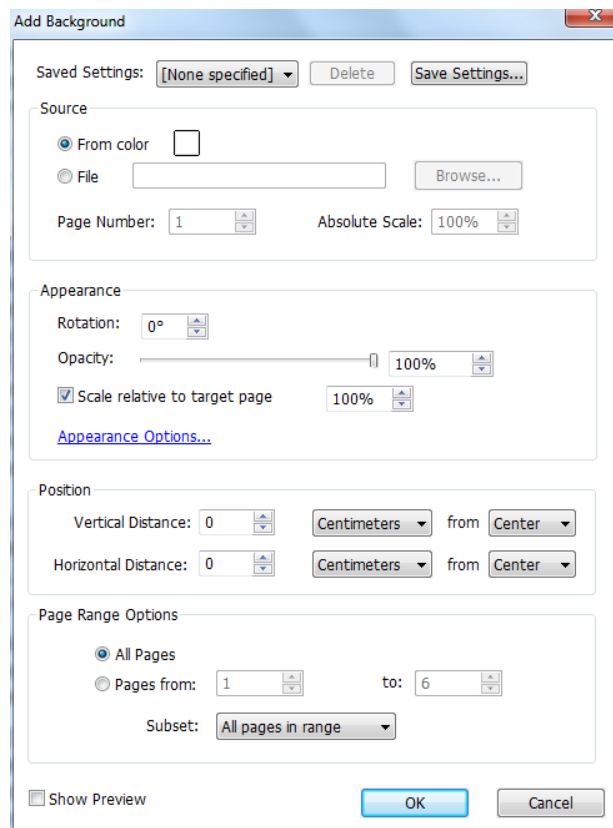 Add Background
Saved Settings: [None specified] Delete Save Settings...
Source
From color
File Browse...
Page Number: 1 Absolute Scale: 100%
Appearance
Rotation: 0°
Opacity: 100%
Scale relative to target page 100%
Appearance Options...
Position
Vertical Distance: 0 Centimeters from Center
Horizontal Distance: 0 Centimeters from Center
Page Range Options
All Pages
Pages from: 1 to: 6
Subset: All pages in range
Show Preview OK Cancel